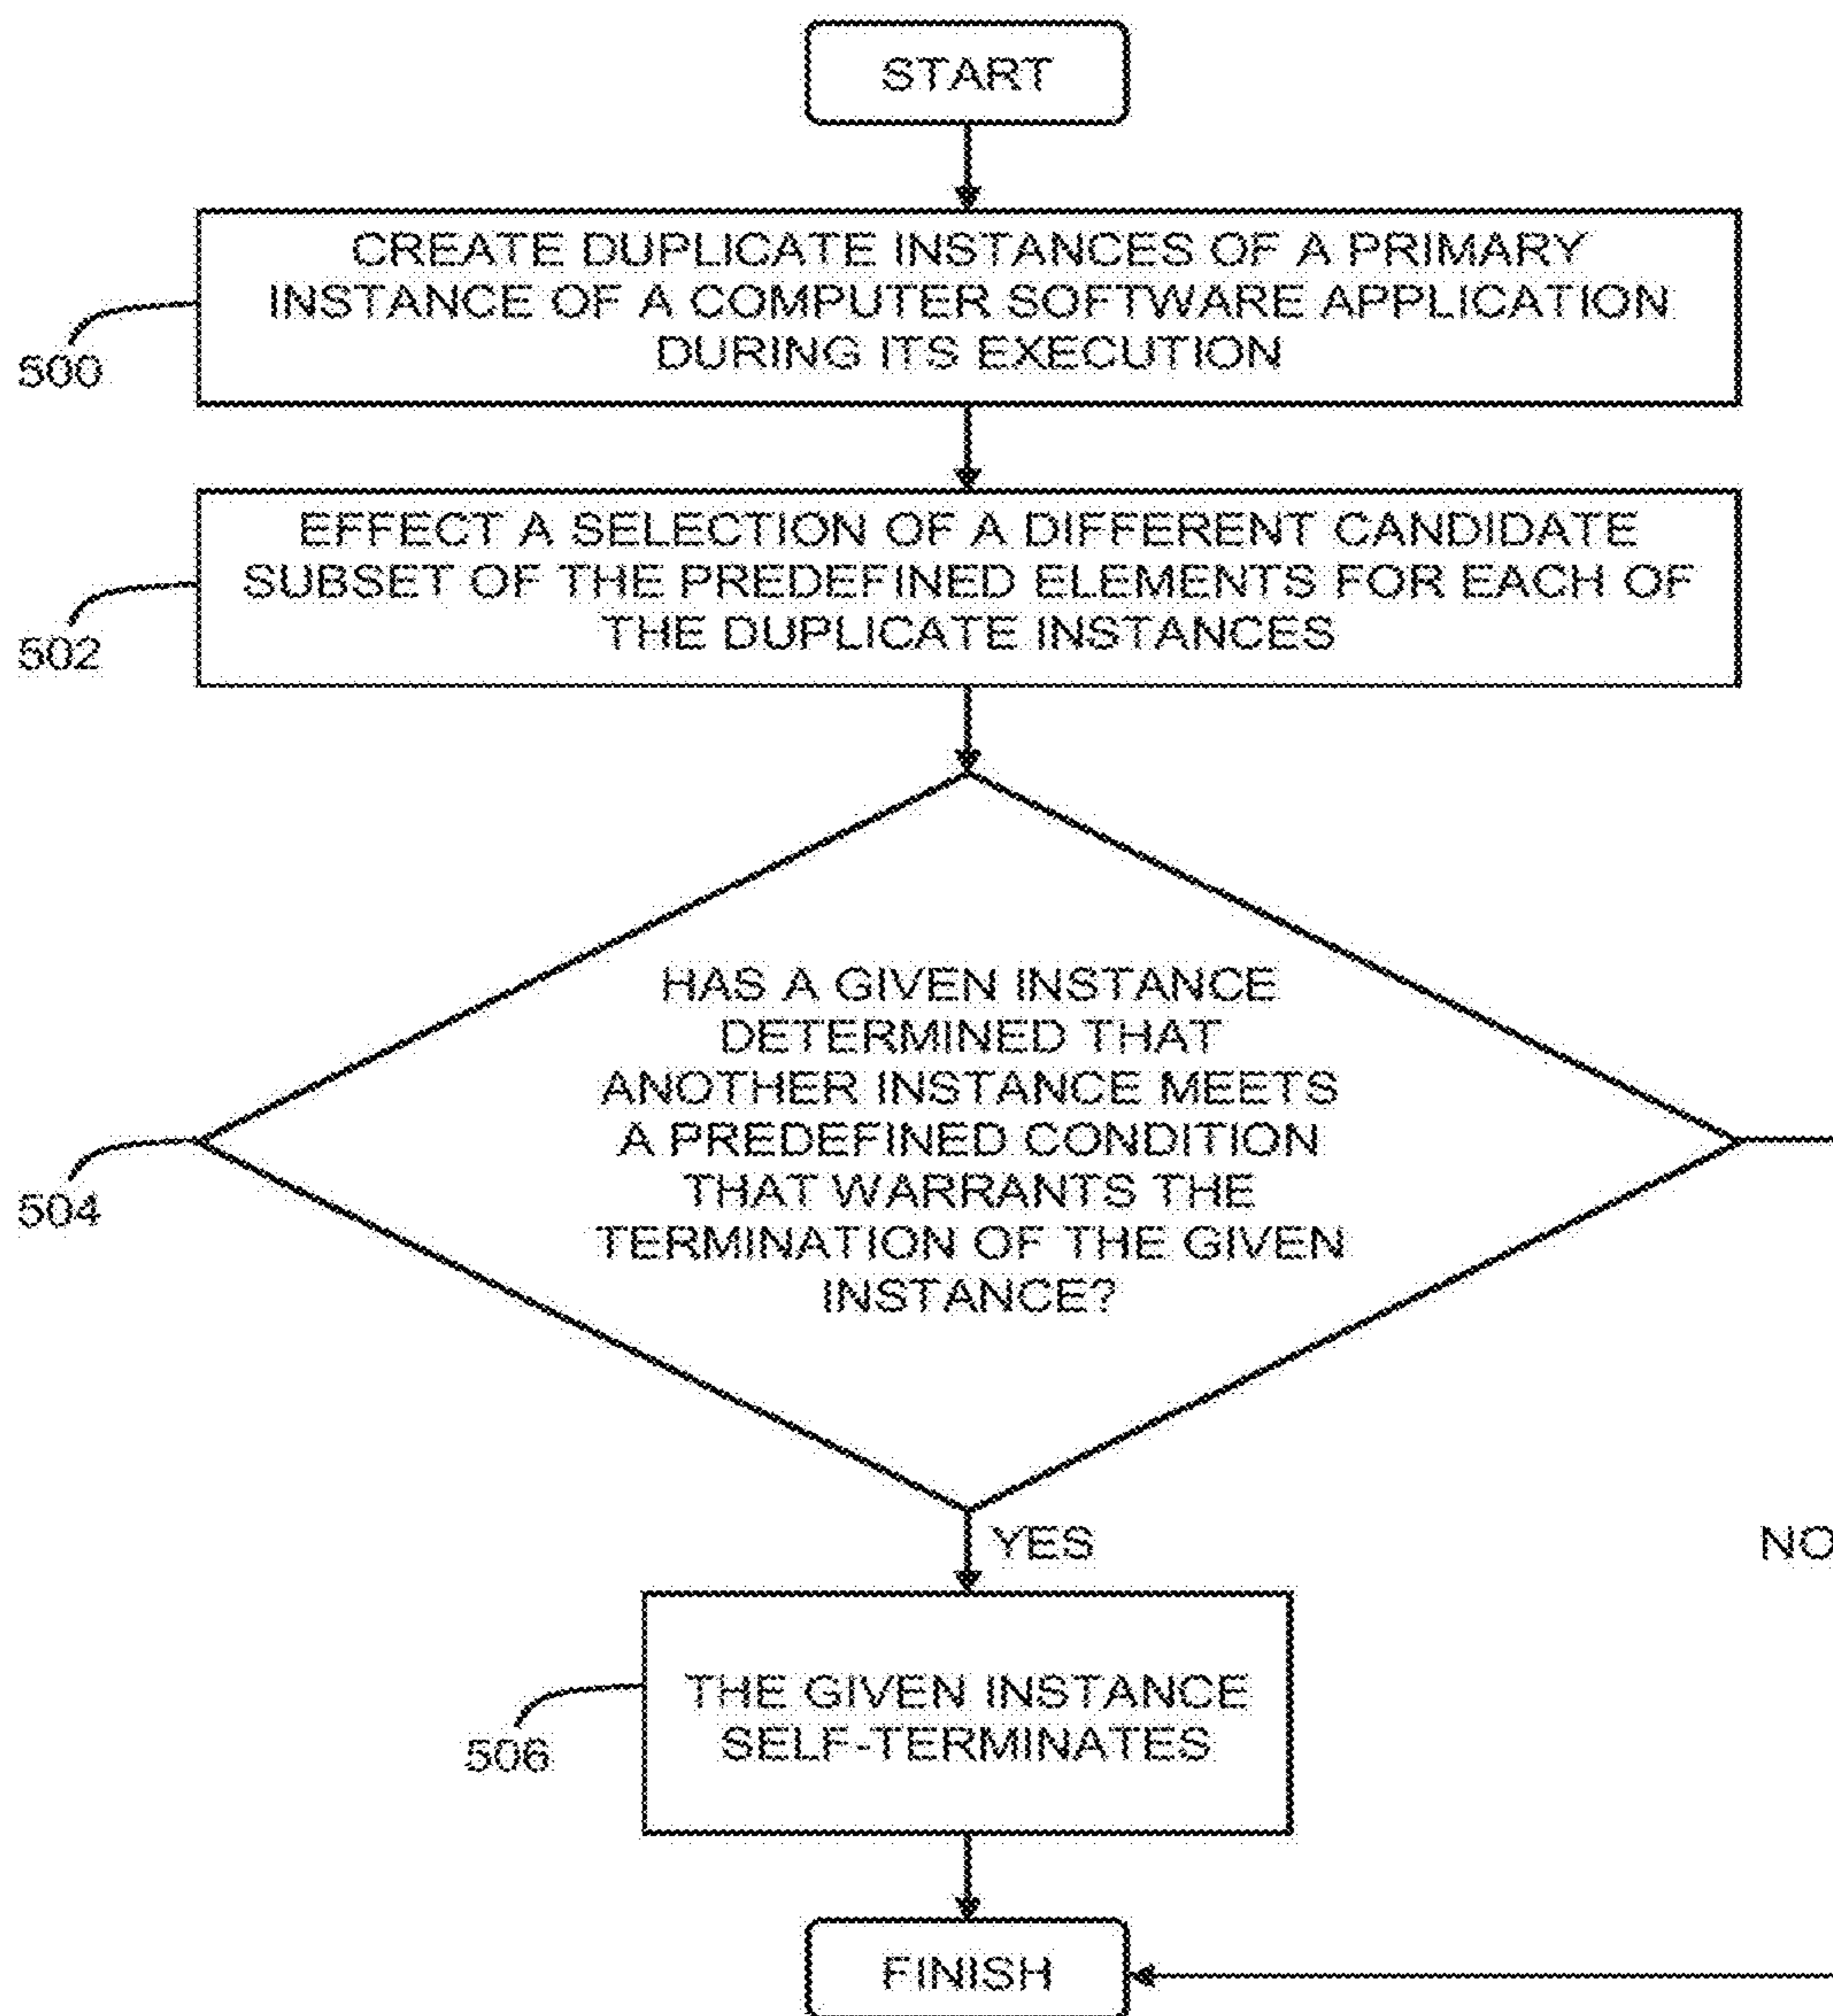 START
CREATE DUPLICATE INSTANCES OF A PRIMARY
INSTANCE OF A COMPUTER SOFTWARE APPLICATION
DURING ITS EXECUTION
500
EFFECT A SELECTION OF A DIFFERENT CANDIDATE
SUBSET OF THE PREDEFINED ELEMENTS FOR EACH OF
THE DUPLICATE INSTANCES
502
HAS A GIVEN INSTANCE
DETERMINED THAT
ANOTHER INSTANCE MEETS
A PREDEFINED CONDITION
THAT WARRANTS THE
TERMINATION OF THE GIVEN
INSTANCE?
504
YES
NO
THE GIVEN INSTANCE
SELF-TERMINATES
506
FINISH